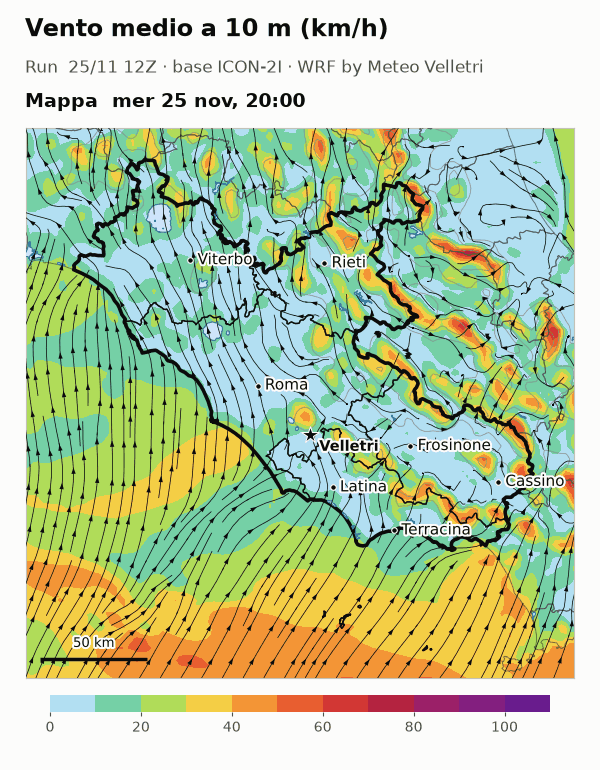 Vento medio a 10 m (km/h)
Run  25/11 12Z · base ICON-2I · WRF by Meteo Velletri
Mappa  mer 25 nov, 20:00
Viterbo
Rieti
Roma
Velletri
Frosinone
Cassino
Latina
Terracina
50 km
0 20 40 60 80 100